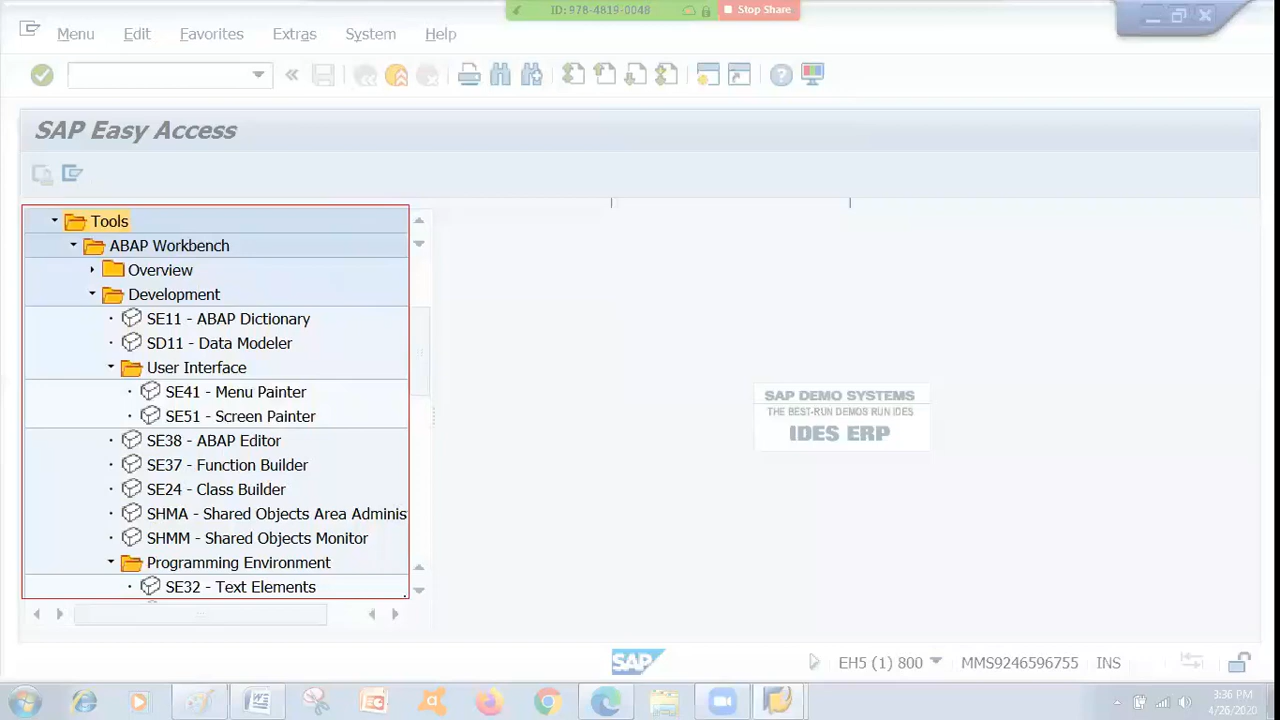 ID: 978-4819-0048 Stop Share
Menu Edit Favorites Extras System Help
SAP Easy Access
Tools
ABAP Workbench
Overview
Development
SE11 - ABAP Dictionary
SD11 - Data Modeler
User Interface
SE41 - Menu Painter
SE51 - Screen Painter
SE38 - ABAP Editor
SE37 - Function Builder
SE24 - Class Builder
SHMA - Shared Objects Area Adminis
SHMM - Shared Objects Monitor
Programming Environment
SE32 - Text Elements
SAP DEMO SYSTEMS
THE BEST-RUN DEMOS RUN IDES
IDES ERP
SAP EH5 (1) 800 MMS9246596755 INS
3:36 PM
4/26/2020